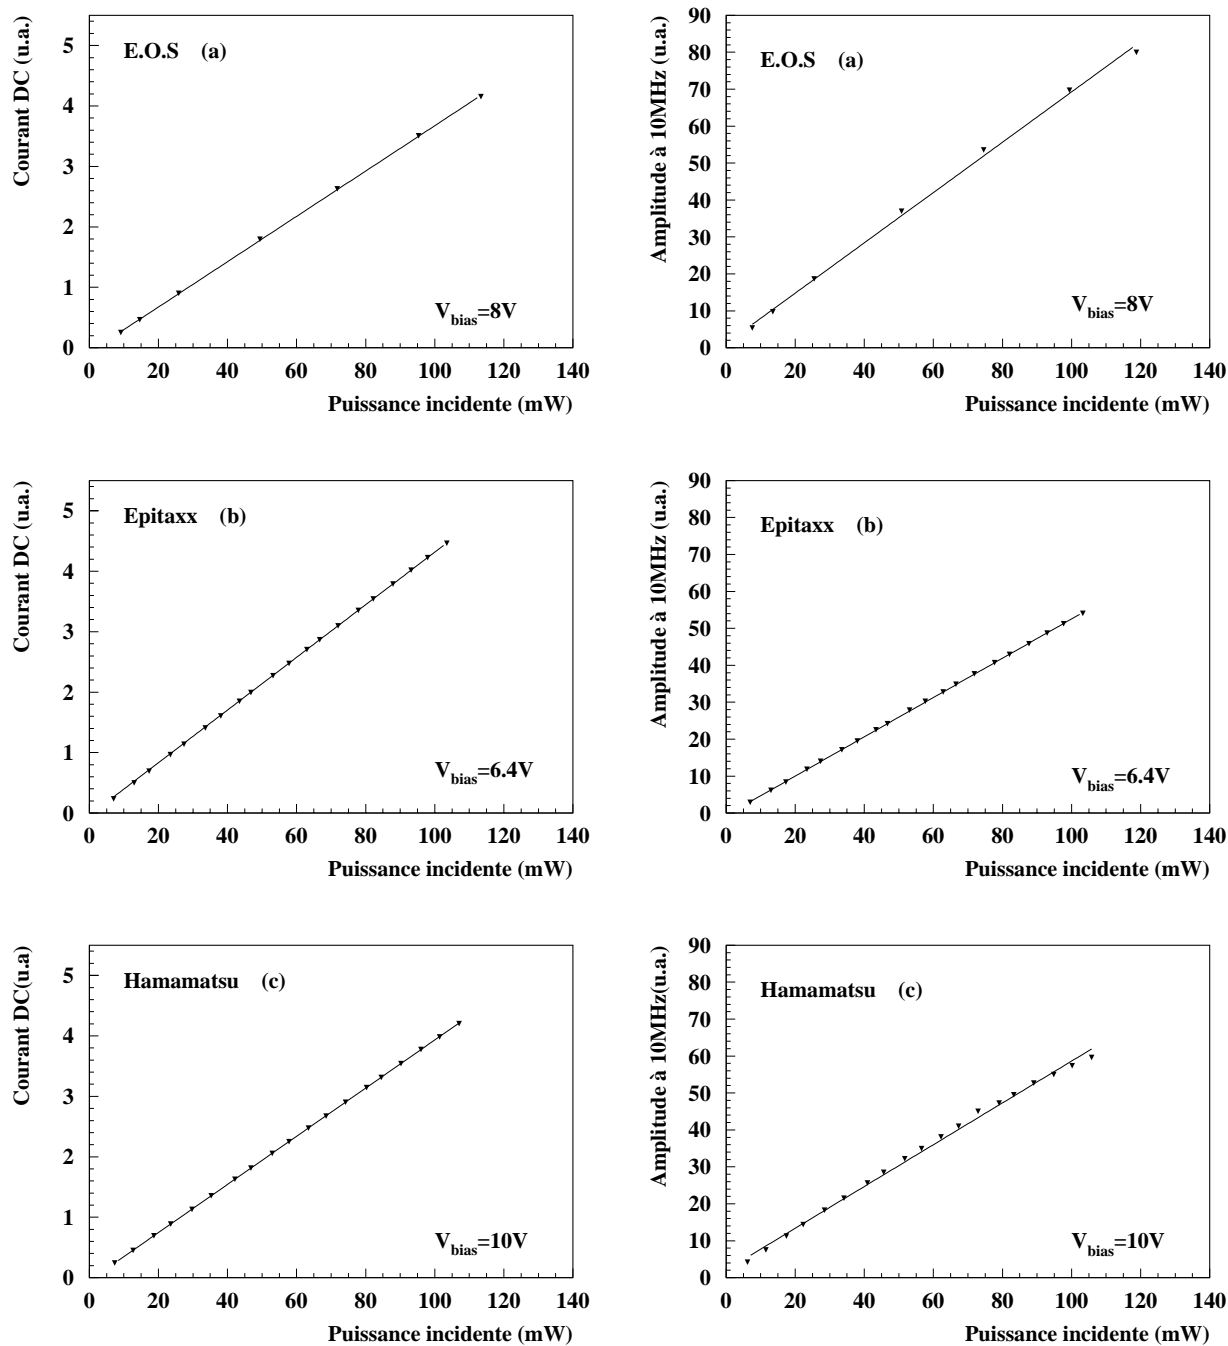 Courant DC (u.a.)
5
4
3
2
1
0
E.O.S (a)
V_bias=8V
0 20 40 60 80 100 120 140
Puissance incidente (mW)
Amplitude à 10MHz (u.a.)
90
80
70
60
50
40
30
20
10
0
E.O.S (a)
V_bias=8V
0 20 40 60 80 100 120 140
Puissance incidente (mW)
Courant DC (u.a.)
5
4
3
2
1
0
Epitaxx (b)
V_bias=6.4V
0 20 40 60 80 100 120 140
Puissance incidente (mW)
Amplitude à 10MHz (u.a.)
90
80
70
60
50
40
30
20
10
0
Epitaxx (b)
V_bias=6.4V
0 20 40 60 80 100 120 140
Puissance incidente (mW)
Courant DC(u.a)
5
4
3
2
1
0
Hamamatsu (c)
V_bias=10V
0 20 40 60 80 100 120 140
Puissance incidente (mW)
Amplitude à 10MHz(u.a.)
90
80
70
60
50
40
30
20
10
0
Hamamatsu (c)
V_bias=10V
0 20 40 60 80 100 120 140
Puissance incidente (mW)